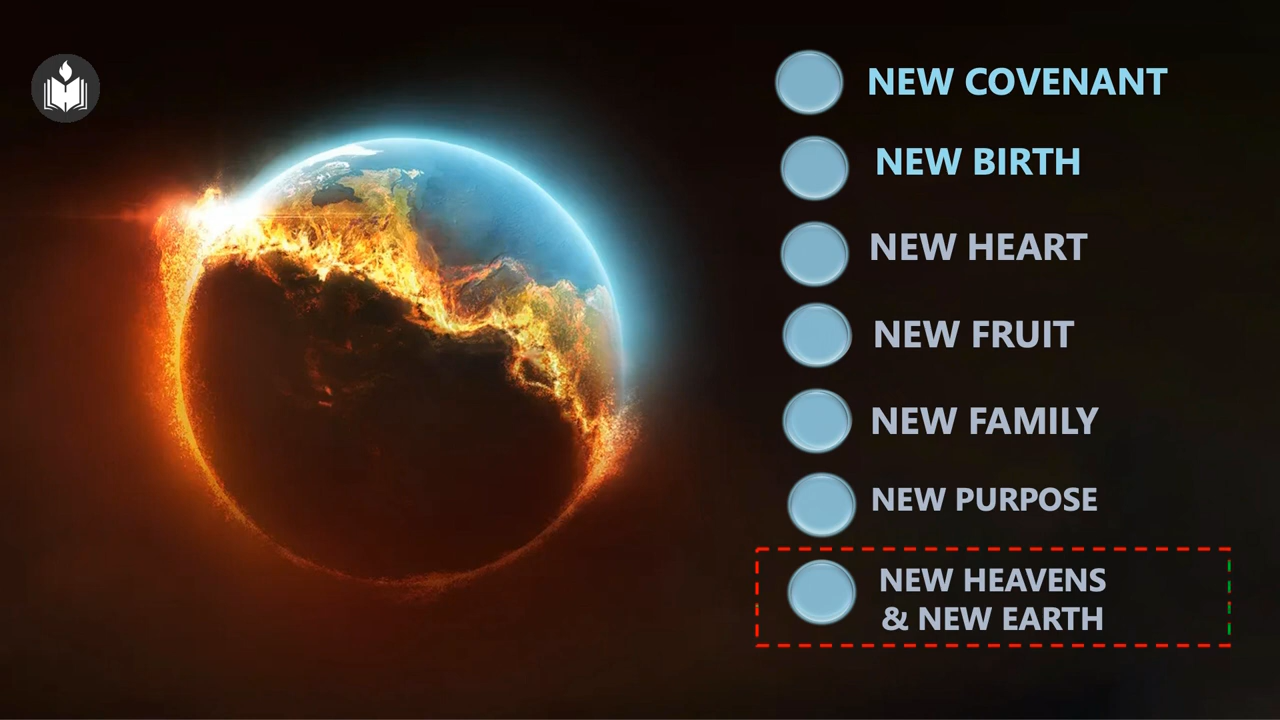 NEW COVENANT
NEW BIRTH
NEW HEART
NEW FRUIT
NEW FAMILY
NEW PURPOSE
NEW HEAVENS
& NEW EARTH